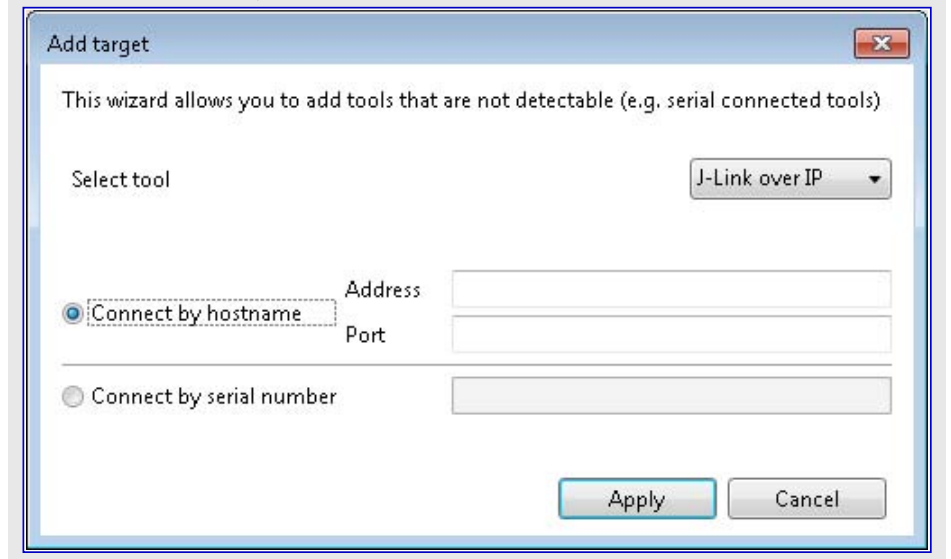 Add target
This wizard allows you to add tools that are not detectable (e.g. serial connected tools)
Select tool
J-Link over IP
Address
Connect by hostname
Port
Connect by serial number
Apply
Cancel